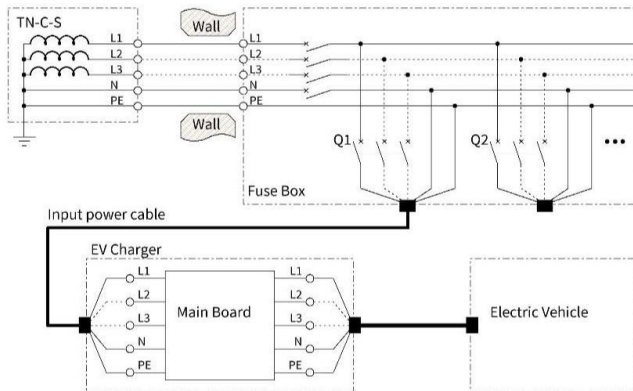 TN-C-S
L1
L2
L3
N
PE
Wall
Wall
L1
L2
L3
N
PE
Q1
Q2
Fuse Box
Input power cable
EV Charger
L1
L2
L3
N
PE
Main Board
L1
L2
L3
N
PE
Electric Vehicle